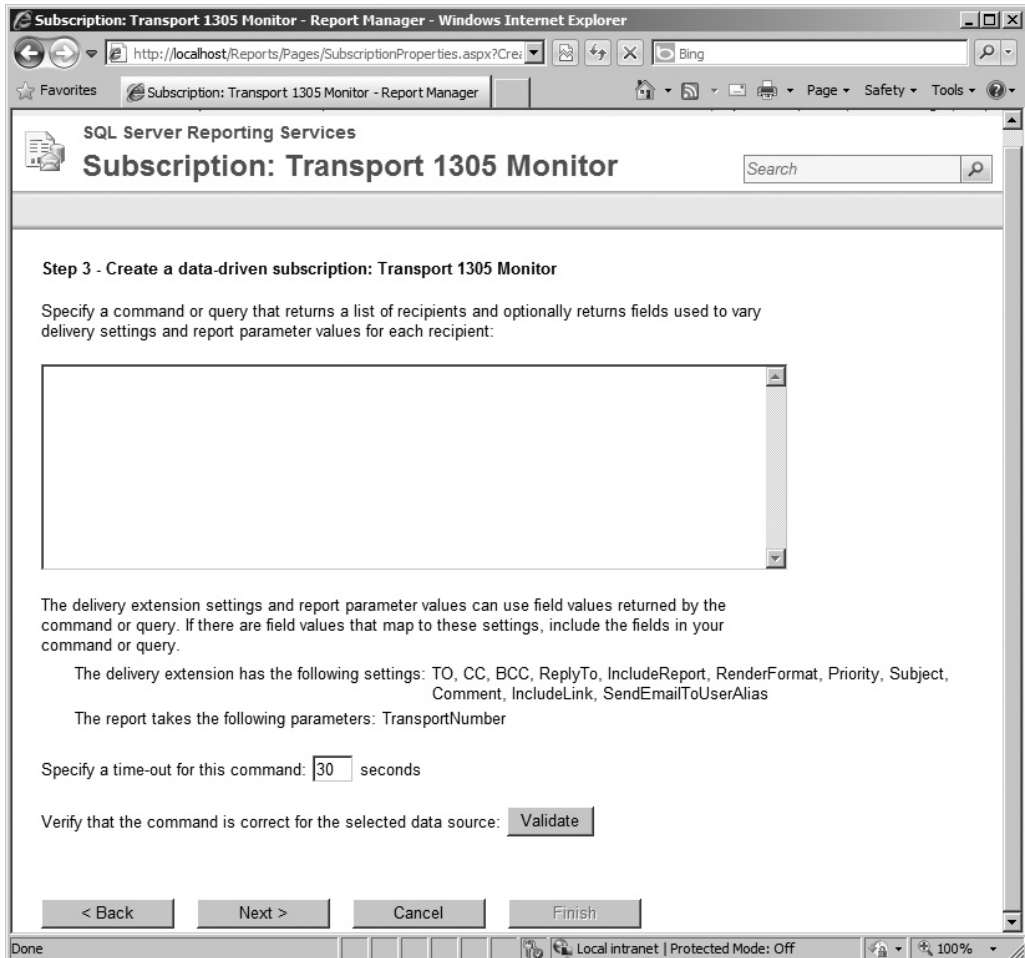 Subscription: Transport 1305 Monitor - Report Manager - Windows Internet Explorer
http://localhost/Reports/Pages/SubscriptionProperties.aspx?Crea
Bing
Favorites
Subscription: Transport 1305 Monitor - Report Manager
Page
Safety
Tools
SQL Server Reporting Services
Subscription: Transport 1305 Monitor
Search
Step 3 - Create a data-driven subscription: Transport 1305 Monitor
Specify a command or query that returns a list of recipients and optionally returns fields used to vary
delivery settings and report parameter values for each recipient:
The delivery extension settings and report parameter values can use field values returned by the
command or query. If there are field values that map to these settings, include the fields in your
command or query.
The delivery extension has the following settings: TO, CC, BCC, ReplyTo, IncludeReport, RenderFormat, Priority, Subject,
Comment, IncludeLink, SendEmailToUserAlias
The report takes the following parameters: TransportNumber
Specify a time-out for this command: 30 seconds
Verify that the command is correct for the selected data source: Validate
< Back
Next >
Cancel
Finish
Done
Local intranet | Protected Mode: Off
100%